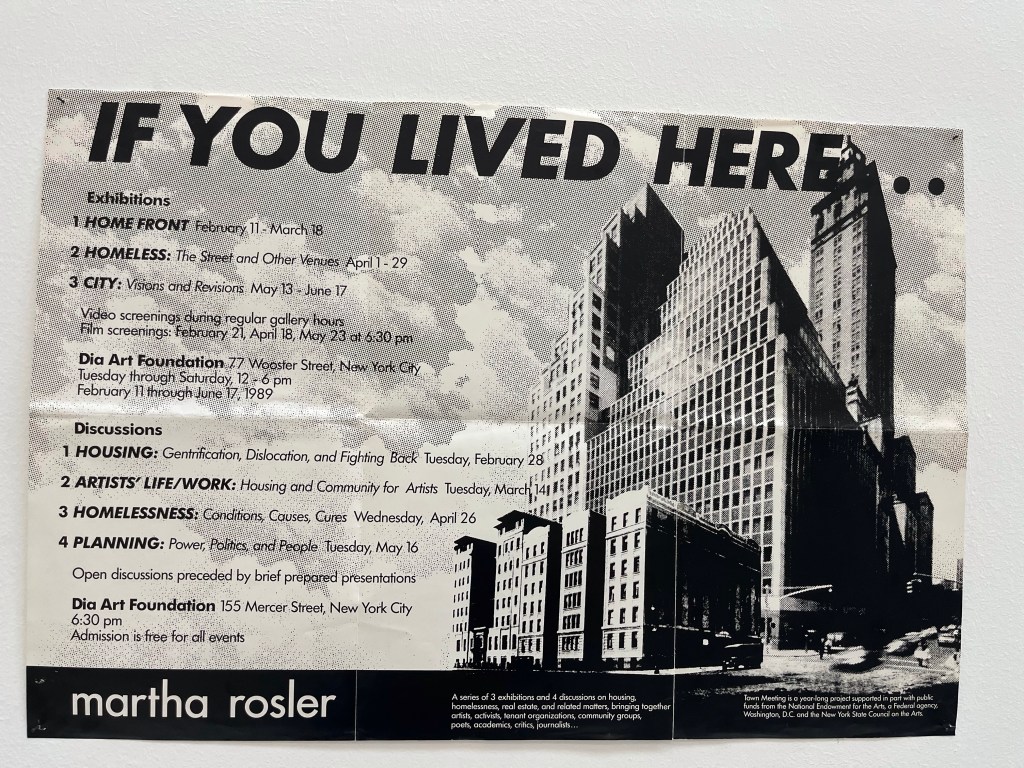 IF YOU LIVED HERE...
Exhibitions
1 HOME FRONT February 11 - March 18
2 HOMELESS: The Street and Other Venues April 1 - 29
3 CITY: Visions and Revisions May 13 - June 17
Video screenings during regular gallery hours
Film screenings: February 21, April 18, May 23 at 6:30 pm
Dia Art Foundation 77 Wooster Street, New York City
Tuesday through Saturday, 12 - 6 pm
February 11 through June 17, 1989
Discussions
1 HOUSING: Gentrification, Dislocation, and Fighting Back Tuesday, February 28
2 ARTISTS' LIFE/WORK: Housing and Community for Artists Tuesday, March 14
3 HOMELESSNESS: Conditions, Causes, Cures Wednesday, April 26
4 PLANNING: Power, Politics, and People Tuesday, May 16
Open discussions preceded by brief prepared presentations
Dia Art Foundation 155 Mercer Street, New York City
6:30 pm
Admission is free for all events
martha rosler
A series of 3 exhibitions and 4 discussions on housing,
homelessness, real estate, and related matters, bringing together
artists, activists, tenant organizations, community groups,
poets, academics, critics, journalists...
Town Meeting is a year-long project supported in part with public
funds from the National Endowment for the Arts, a Federal agency,
Washington, D.C. and the New York State Council on the Arts.